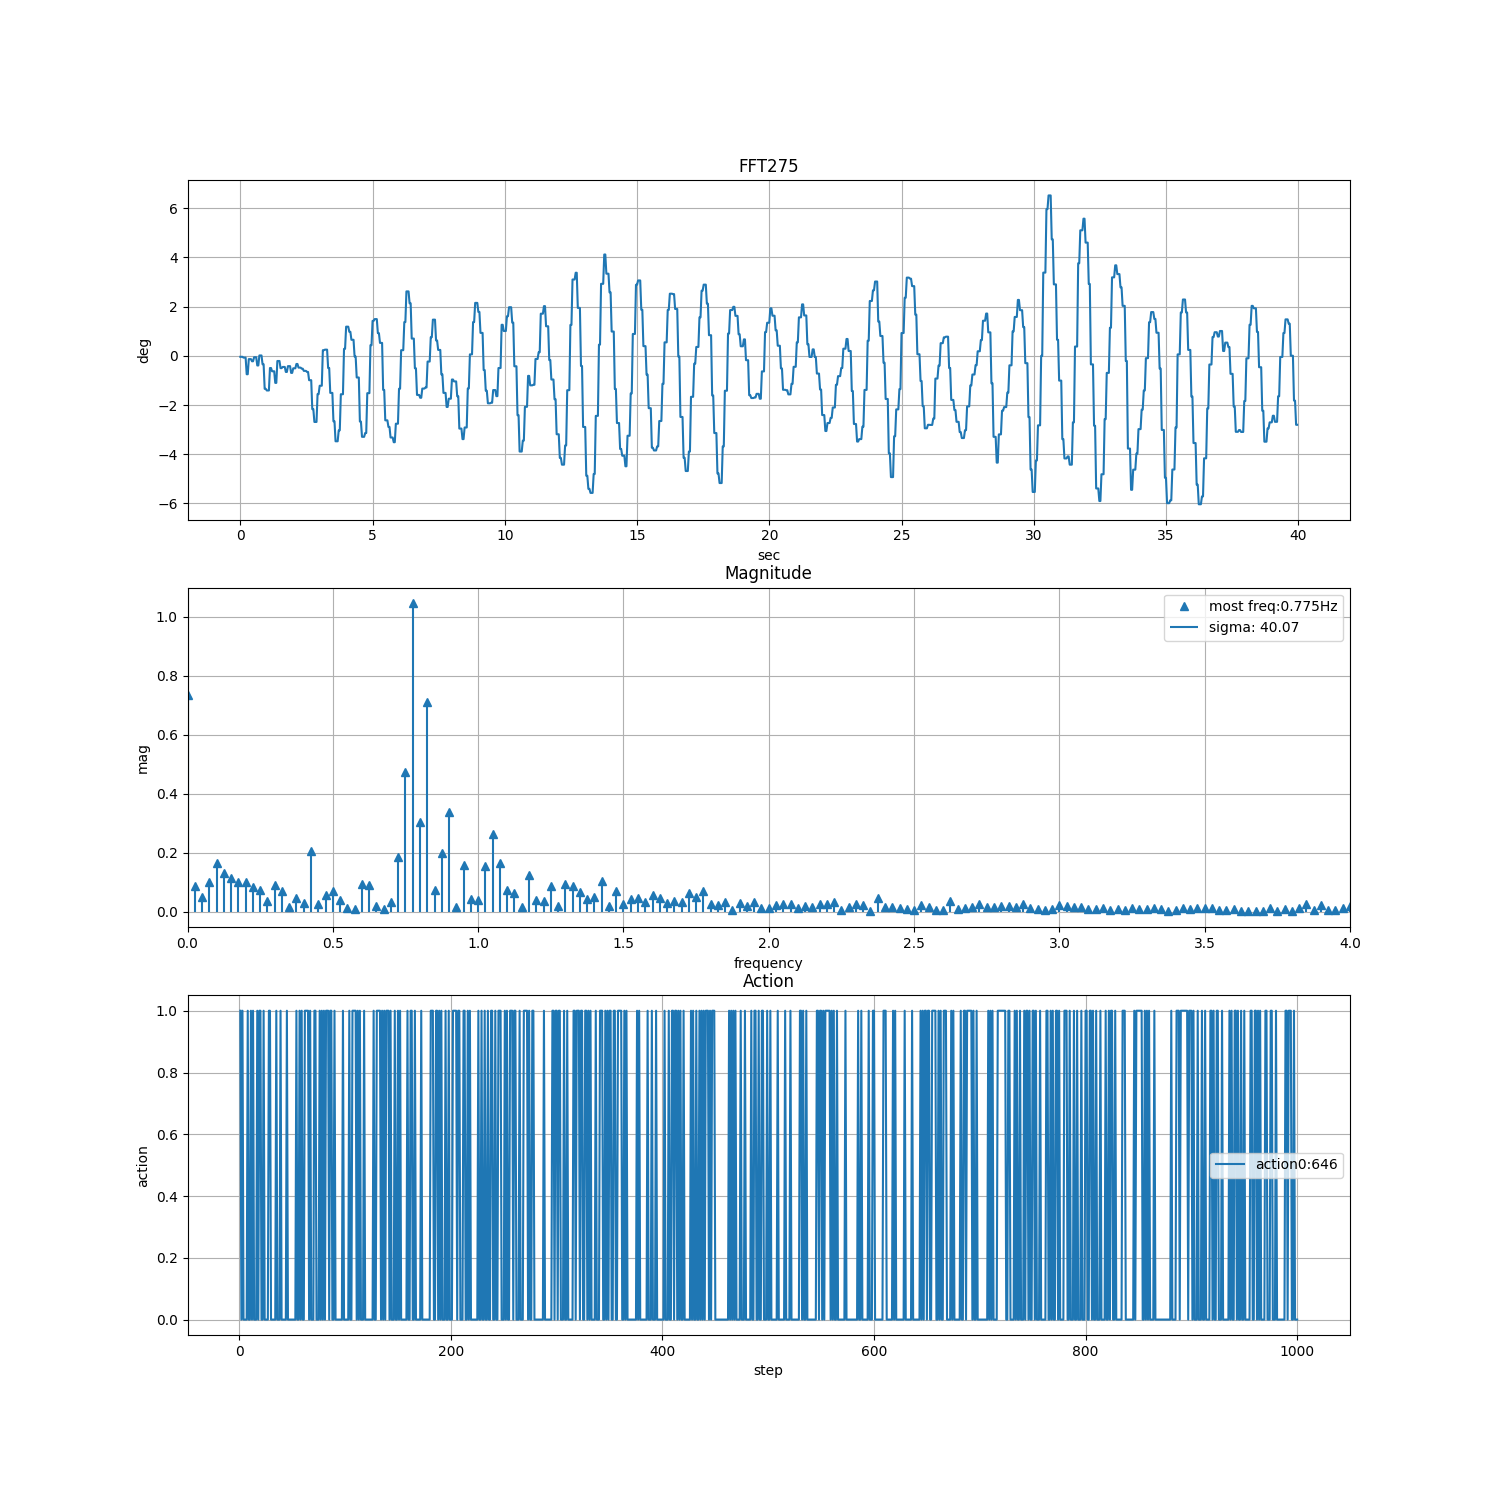 FFT275
6
4
2
0
−2
−4
−6
deg
0 5 10 15 20 25 30 35 40
sec
Magnitude
1.0
0.8
0.6
0.4
0.2
0.0
mag
most freq:0.775Hz
sigma: 40.07
0.0 0.5 1.0 1.5 2.0 2.5 3.0 3.5 4.0
frequency
Action
1.0
0.8
0.6
0.4
0.2
0.0
action
action0:646
0 200 400 600 800 1000
step